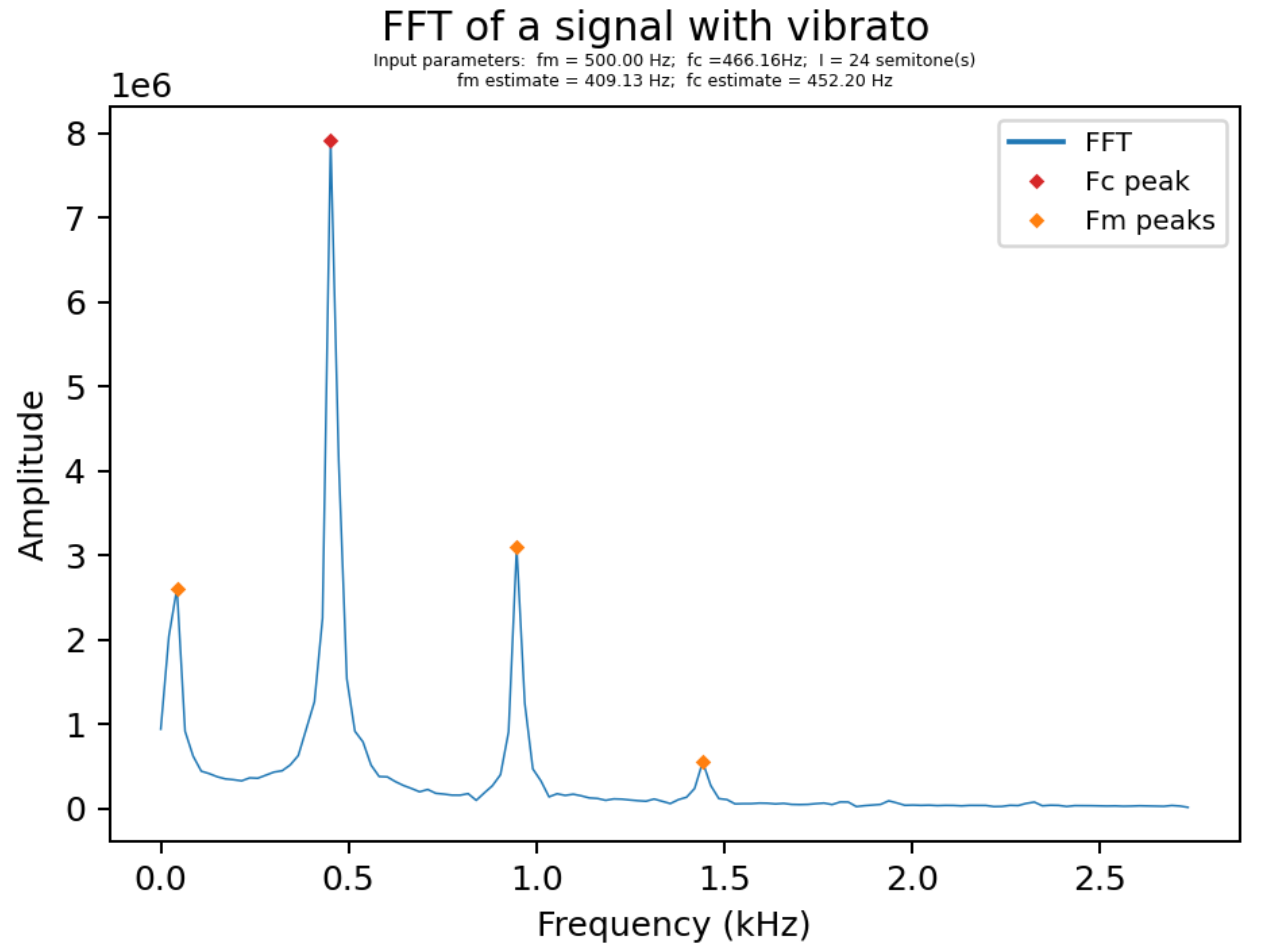 FFT of a signal with vibrato
Input parameters:  fm = 500.00 Hz;  fc =466.16Hz;  I = 24 semitone(s)
fm estimate = 409.13 Hz;  fc estimate = 452.20 Hz
1e6
8
7
6
5
4
3
2
1
0
Amplitude
FFT
Fc peak
Fm peaks
0.0 0.5 1.0 1.5 2.0 2.5
Frequency (kHz)